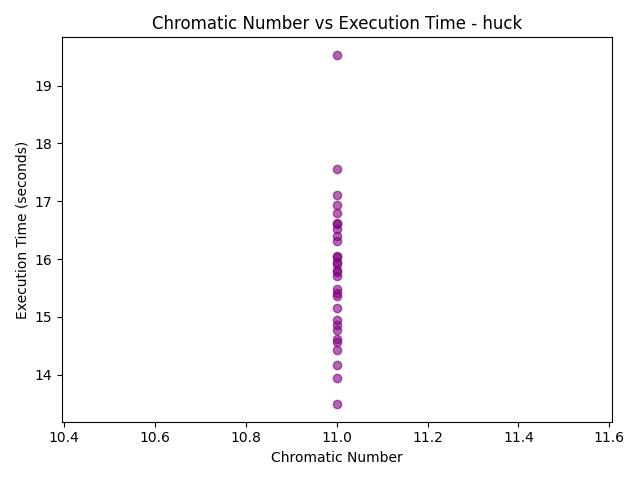 Chromatic Number vs Execution Time - huck
Execution Time (seconds)
19
18
17
16
15
14
10.4 10.6 10.8 11.0 11.2 11.4 11.6
Chromatic Number